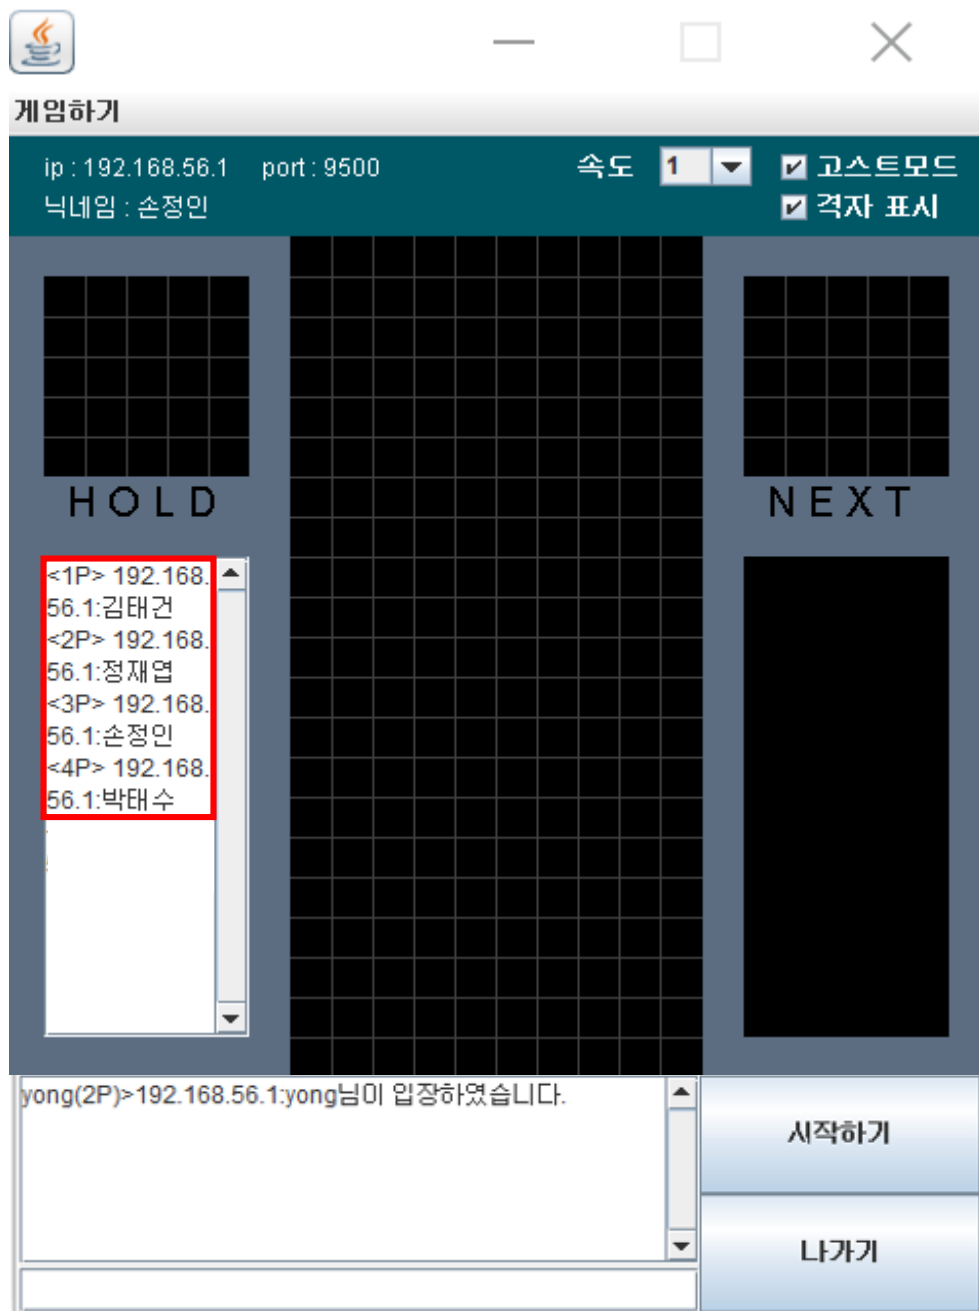 게임하기
ip : 192.168.56.1 port : 9500 속도 1 고스트모드
닉네임 : 손정인 격자 표시
HOLD
NEXT
<1P> 192.168.
56.1:김태건
<2P> 192.168.
56.1:정재엽
<3P> 192.168.
56.1:손정인
<4P> 192.168.
56.1:박태수
yong(2P)>192.168.56.1:yong님이 입장하였습니다.
시작하기
나가기